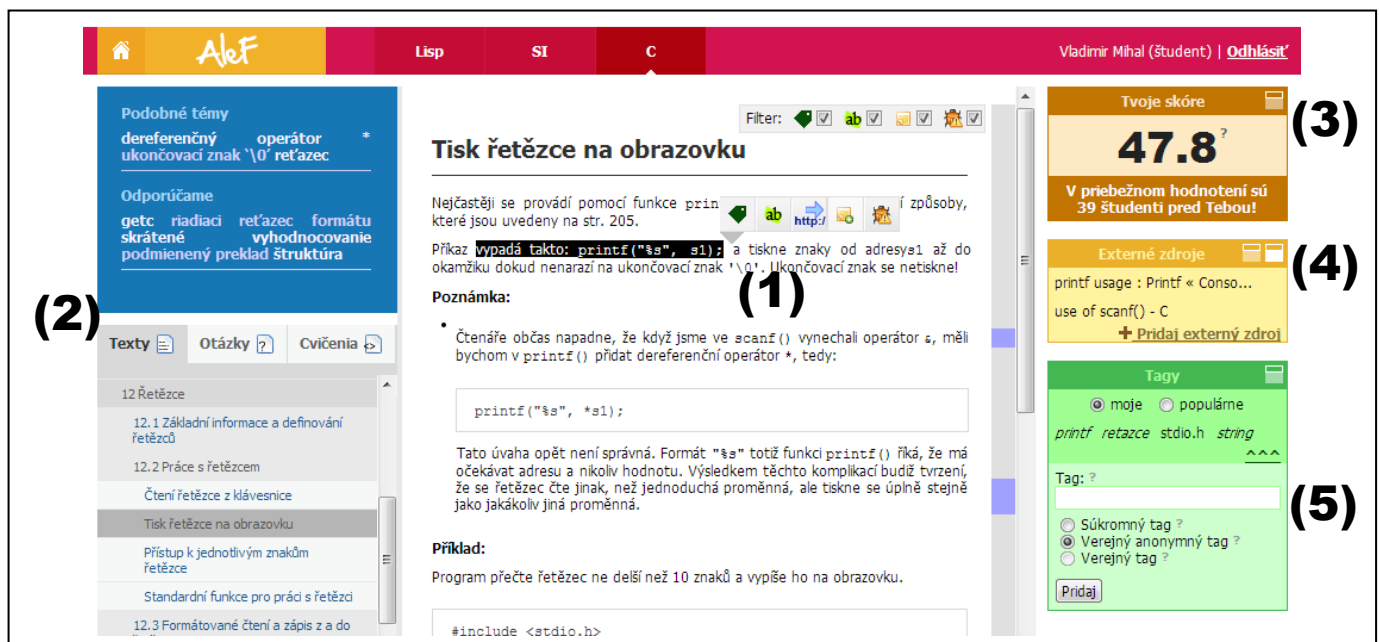 AleF
Lisp
SI
C
Vladimir Mihal (študent) | Odhlásiť
Podobné témy
dereferenčný operátor *
ukončovací znak `\0´ reťazec
Odporúčame
getc riadiaci reťazec formátu
skrátené vyhodnocovanie
podmienený preklad štruktúra
(2)
Texty
Otázky ?
Cvičenia <>
12 Řetězce
12.1 Základní informace a definování
řetězců
12.2 Práce s řetězcem
Čtení řetězce z klávesnice
Tisk řetězce na obrazovku
Přístup k jednotlivým znakům
řetězce
Standardní funkce pro práci s řetězci
12.3 Formátované čtení a zápis z a do
Filter:
ab
Tisk řetězce na obrazovku
Nejčastěji se provádí pomocí funkce prin
í způsoby,
které jsou uvedeny na str. 205.
ab
http:/
Příkaz vypadá takto: printf("%s", s1); a tiskne znaky od adresys1 až do
okamžiku dokud nenarazí na ukončovací znak '\0'. Ukončovací znak se netiskne!
(1)
Poznámka:
• Čtenáře občas napadne, že když jsme ve scanf() vynechali operátor &, měli
bychom v printf() přidat dereferenční operátor *, tedy:
printf("%s", *s1);
Tato úvaha opět není správná. Formát "%s" totiž funkci printf() říká, že má
očekávat adresu a nikoliv hodnotu. Výsledkem těchto komplikací budiž tvrzení,
že se řetězec čte jinak, než jednoduchá proměnná, ale tiskne se úplně stejně
jako jakákoliv jiná proměnná.
Příklad:
Program přečte řetězec ne delší než 10 znaků a vypíše ho na obrazovku.
#include <stdio.h>
Tvoje skóre
(3)
47.8 ?
V priebežnom hodnotení sú
39 študenti pred Tebou!
Externé zdroje
(4)
printf usage : Printf « Conso...
use of scanf() - C
+ Pridaj externý zdroj
Tagy
moje populárne
printf retazce stdio.h string
^^^
Tag: ?
(5)
Súkromný tag ?
Verejný anonymný tag ?
Verejný tag ?
Pridaj